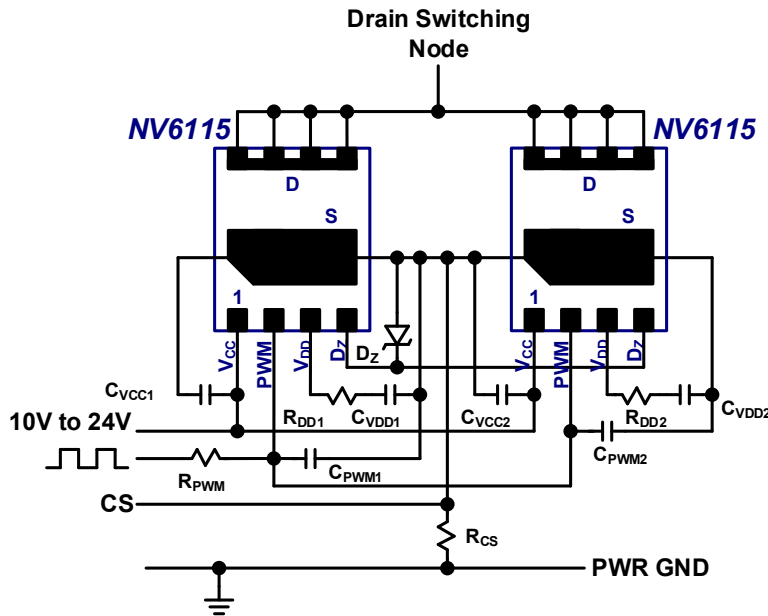 Drain Switching
Node
NV6115
NV6115
D
D
S
S
1
1
VCC
PWM
VDD
DZ
VCC
PWM
VDD
DZ
DZ
CVCC1
RDD1
CVDD1
CVCC2
RDD2
CVDD2
10V to 24V
RPWM
CPWM1
CPWM2
CS
RCS
PWR GND